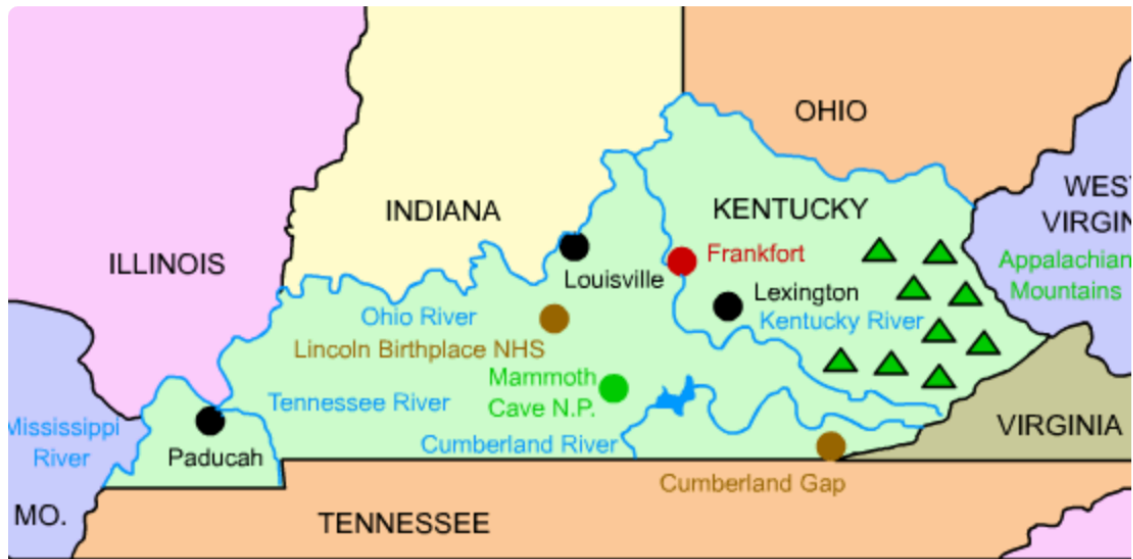 OHIO
WEST
VIRGIN
KENTUCKY
INDIANA
ILLINOIS
Frankfort
Appalachian
Mountains
Louisville
Lexington
Ohio River
Kentucky River
Lincoln Birthplace NHS
Mammoth
Cave N.P.
Tennessee River
Mississippi
River
Cumberland River
VIRGINIA
Paducah
Cumberland Gap
MO.
TENNESSEE